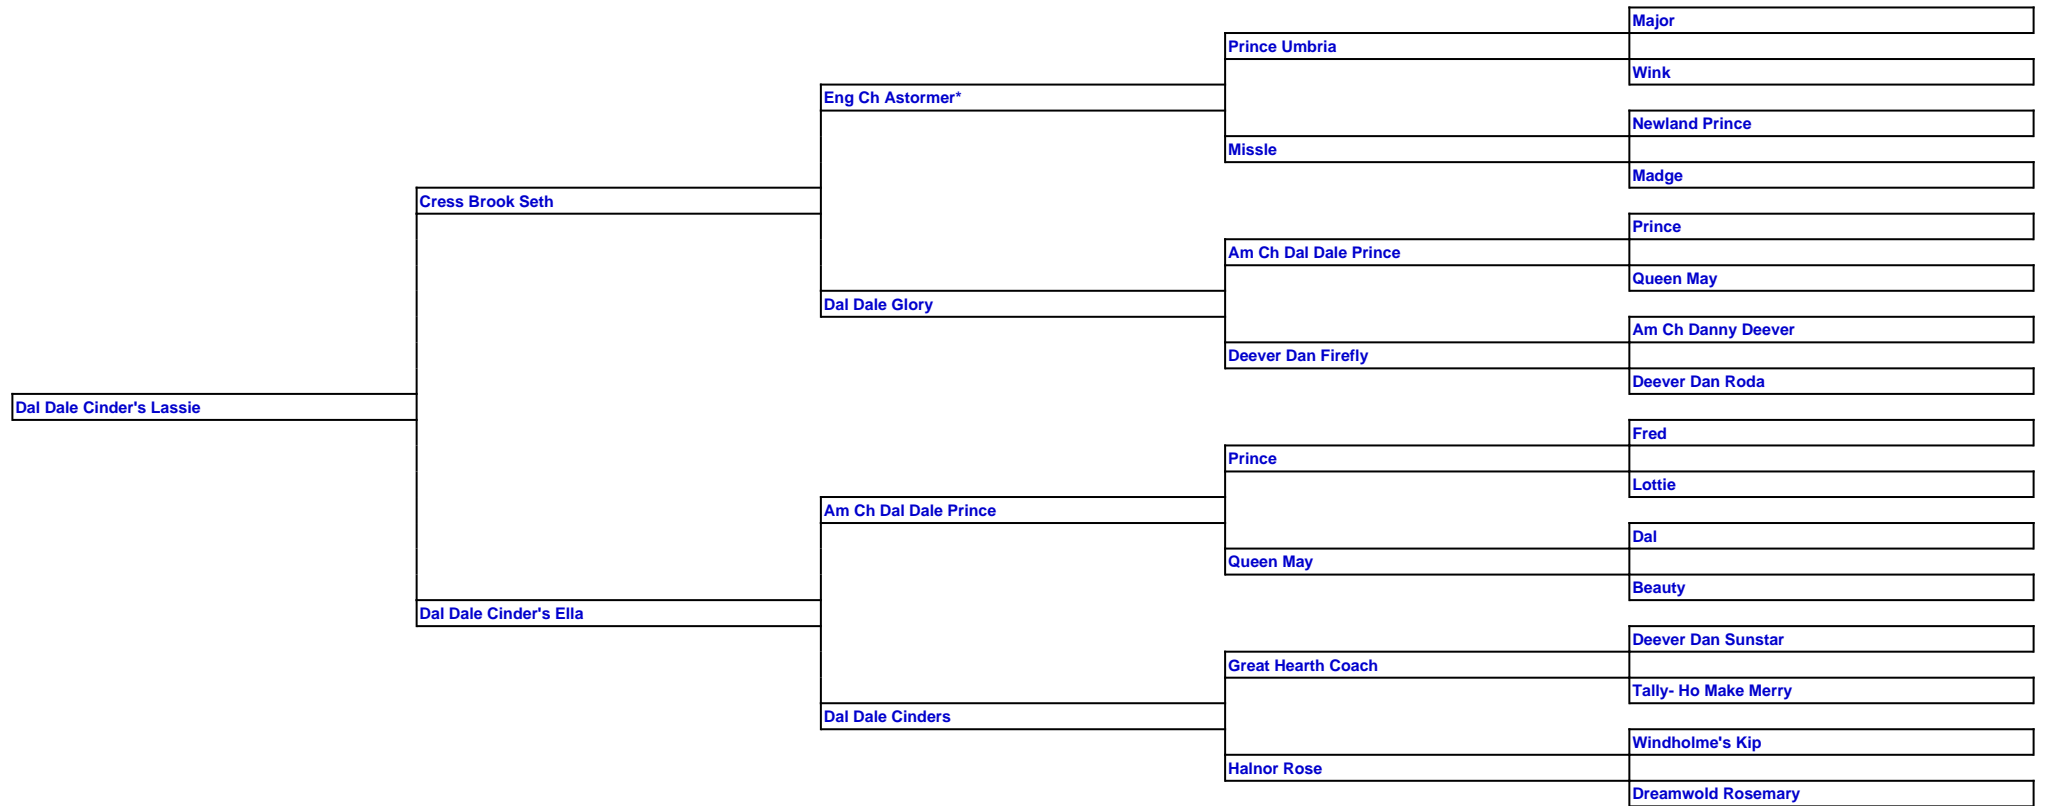 Major
Prince Umbria
Wink
Eng Ch Astormer*
Newland Prince
Missle
Madge
Cress Brook Seth
Prince
Am Ch Dal Dale Prince
Queen May
Dal Dale Glory
Am Ch Danny Deever
Deever Dan Firefly
Deever Dan Roda
Dal Dale Cinder's Lassie
Fred
Prince
Lottie
Am Ch Dal Dale Prince
Dal
Queen May
Beauty
Dal Dale Cinder's Ella
Deever Dan Sunstar
Great Hearth Coach
Tally- Ho Make Merry
Dal Dale Cinders
Windholme's Kip
Halnor Rose
Dreamwold Rosemary